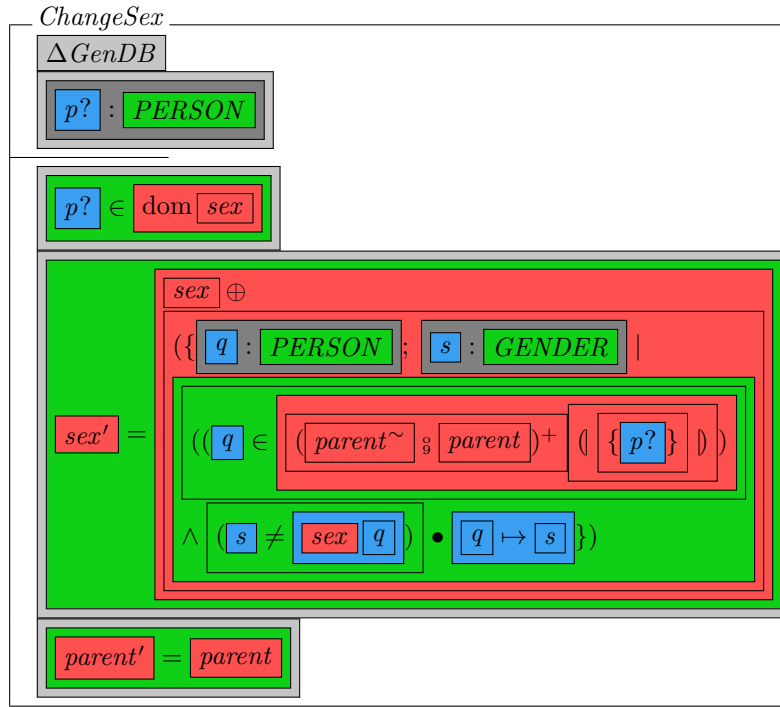 ChangeSex
ΔGenDB
p? : PERSON
p? ∈ dom sex
sex ⊕
({ q : PERSON ; s : GENDER |
sex′ = ((q ∈ (parent~ ⨾ parent)⁺ ⦇ {p?} ⦈ )
∧ (s ≠ sex q) • q ↦ s})
parent′ = parent